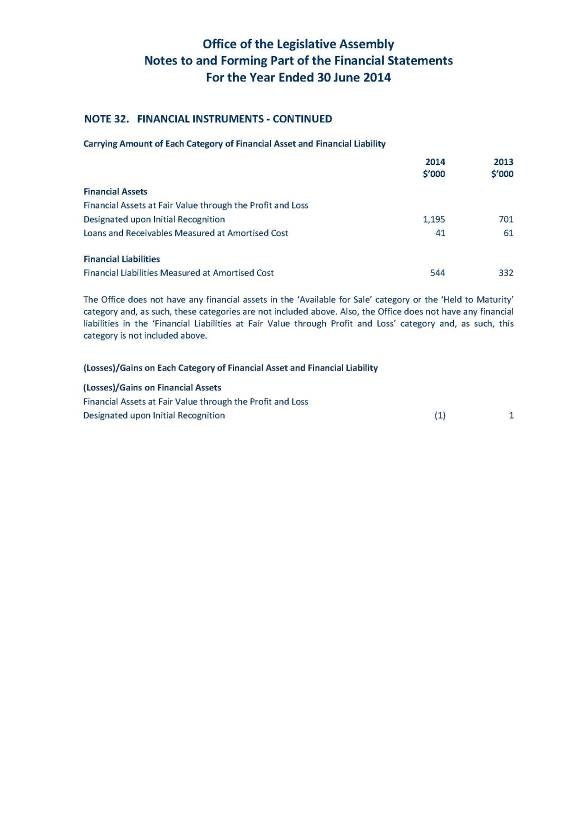 Office of the Legislative Assembly
Notes to and Forming Part of the Financial Statements
For the Year Ended 30 June 2014
NOTE 32. FINANCIAL INSTRUMENTS - CONTINUED
Carrying Amount of Each Category of Financial Asset and Financial Liability
2014 2013
$’000 $’000
Financial Assets
Financial Assets at Fair Value through the Profit and Loss
Designated upon Initial Recognition 1,195 701
Loans and Receivables Measured at Amortised Cost 41 61
Financial Liabilities
Financial Liabilities Measured at Amortised Cost 544 332
The Office does not have any financial assets in the ‘Available for Sale’ category or the ‘Held to Maturity’
category and, as such, these categories are not included above. Also, the Office does not have any financial
liabilities in the ‘Financial Liabilities at Fair Value through Profit and Loss’ category and, as such, this
category is not included above.
(Losses)/Gains on Each Category of Financial Asset and Financial Liability
(Losses)/Gains on Financial Assets
Financial Assets at Fair Value through the Profit and Loss
Designated upon Initial Recognition (1) 1